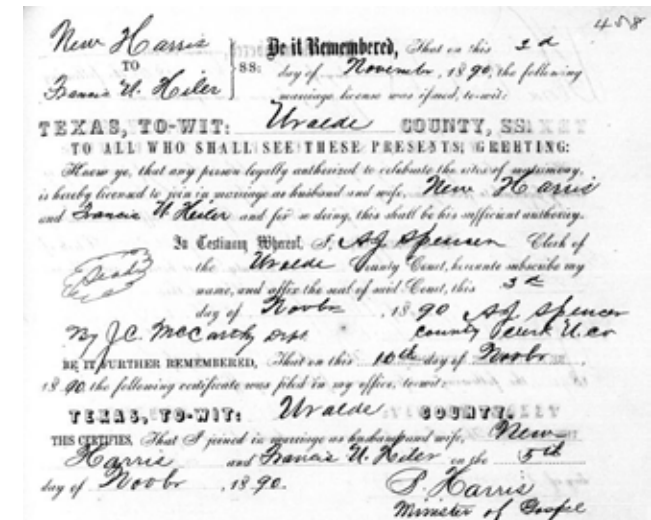 458
New Harris
TO
Francis U. Heiler
SS:
Be it Remembered, That on this 3d
day of November, 1890, the following
marriage license was issued, to-wit:
TEXAS, TO-WIT: Uvalde COUNTY, SS:
TO ALL WHO SHALL SEE THESE PRESENTS, GREETING:
Know ye, that any person legally authorized to celebrate the rites of matrimony,
is hereby licensed to join in marriage as husband and wife, New Harris
and Francis U. Heiler and for so doing, this shall be his sufficient authority.
In Testimony Whereof, I, A J Spencer Clerk of
(Seal) the Uvalde County Court, hereunto subscribe my
name, and affix the seal of said Court, this 3d
day of Novbr 1890 A J Spencer
By J.C. McCarthy Dept. County Clerk U. Co
BE IT FURTHER REMEMBERED, That on this 10th day of Novbr
1890 the following certificate was filed in my office, to-wit:
TEXAS, TO-WIT: Uvalde COUNTY.
THIS CERTIFIES, That I joined in marriage as husband and wife, New
Harris and Francis U. Heiler on the 5th
day of Novbr, 1890.
P. Harris
Minister of Gospel